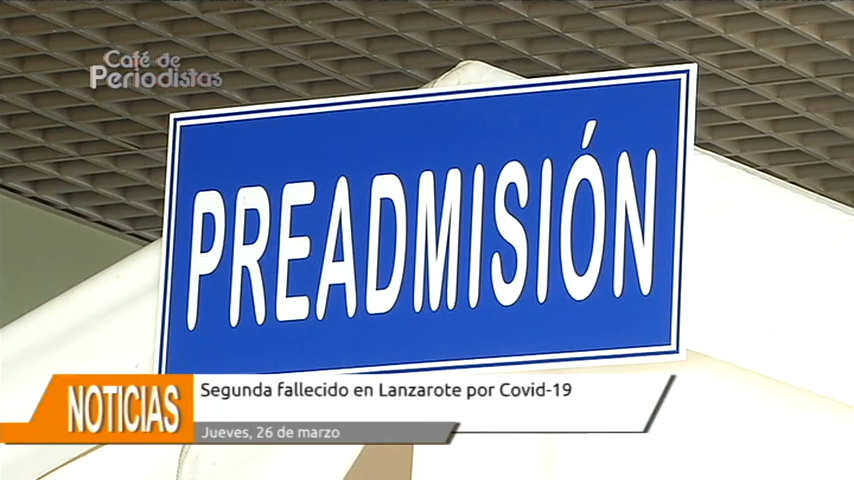 Café de
Periodistas
PREADMISIÓN
NOTICIAS
Segunda fallecido en Lanzarote por Covid-19
Jueves, 26 de marzo